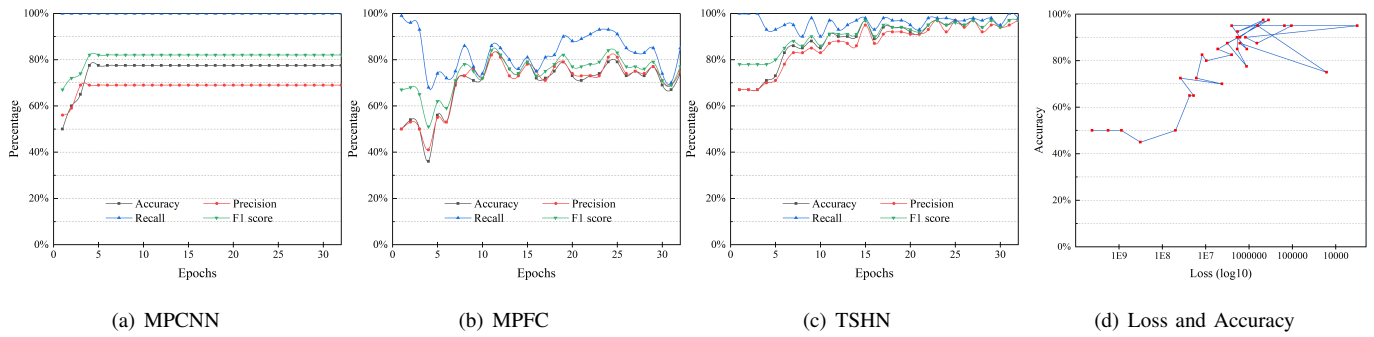 100%
80%
60%
40%
20%
0%
Percentage
0
5
10
15
20
25
30
Epochs
Accuracy
Precision
Recall
F1 score
(a) MPCNN
100%
80%
60%
40%
20%
0%
Percentage
0
5
10
15
20
25
30
Epochs
Accuracy
Precision
Recall
F1 score
(b) MPFC
100%
80%
60%
40%
20%
0%
Percentage
0
5
10
15
20
25
30
Epochs
Accuracy
Precision
Recall
F1 score
(c) TSHN
100%
80%
60%
40%
20%
0%
Accuracy
1E9
1E8
1E7
1000000
100000
10000
Loss (log10)
(d) Loss and Accuracy